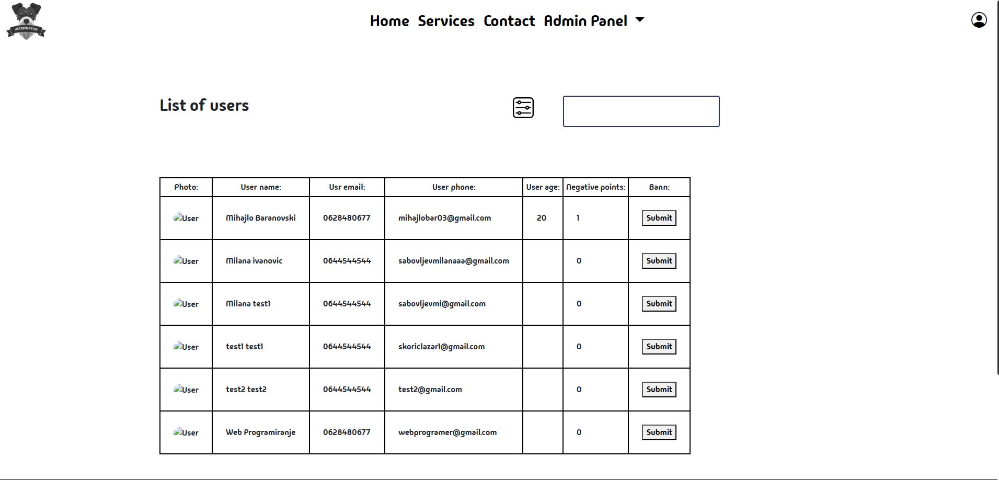 VETERINATOR
Home Services Contact Admin Panel
List of users
Photo: User name: Usr email: User phone: User age: Negative points: Bann:
User Mihajlo Baranovski 0628480677 mihajlobar03@gmail.com 20 1 Submit
User Milana ivanovic 0644544544 sabovljevmilanaaa@gmail.com 0 Submit
User Milana test1 0644544544 sabovljevmi@gmail.com 0 Submit
User test1 test1 0644544544 skoriclazar1@gmail.com 0 Submit
User test2 test2 0644544544 test2@gmail.com 0 Submit
User Web Programiranje 0628480677 webprogramer@gmail.com 0 Submit